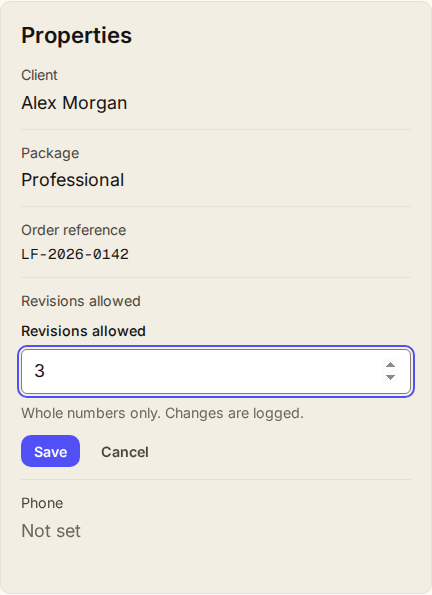 Properties
Client
Alex Morgan
Package
Professional
Order reference
LF-2026-0142
Revisions allowed
Revisions allowed
3
Whole numbers only. Changes are logged.
Save Cancel
Phone
Not set